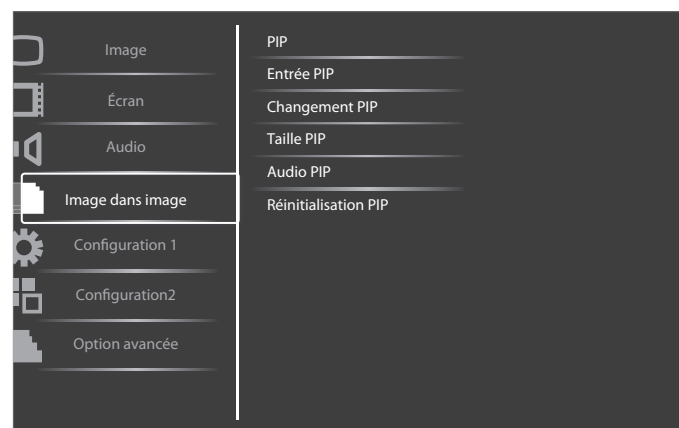 Image
Écran
Audio
Image dans image
Configuration 1
Configuration2
Option avancée
PIP
Entrée PIP
Changement PIP
Taille PIP
Audio PIP
Réinitialisation PIP